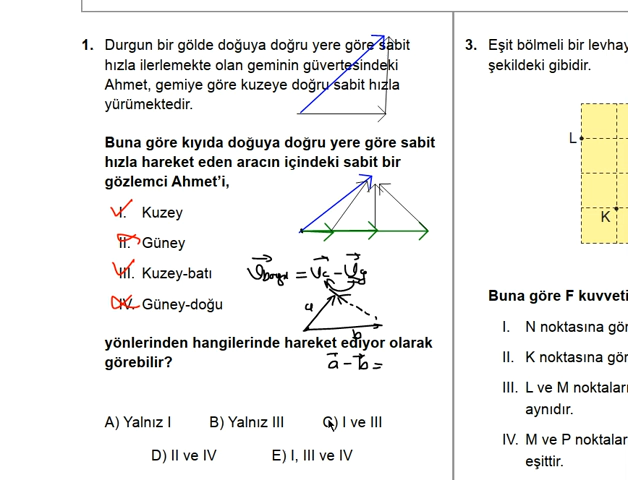 1. Durgun bir gölde doğuya doğru yere göre sabit
hızla ilerlemekte olan geminin güvertesindeki
Ahmet, gemiye göre kuzeye doğru sabit hızla
yürümektedir.
Buna göre kıyıda doğuya doğru yere göre sabit
hızla hareket eden aracın içindeki sabit bir
gözlemci Ahmet'i,
I. Kuzey
II. Güney
III. Kuzey-batı
IV. Güney-doğu
a
b
yönlerinden hangilerinde hareket ediyor olarak
görebilir?
a - b =
A) Yalnız I B) Yalnız III C) I ve III
D) II ve IV E) I, III ve IV
3. Eşit bölmeli bir levhay
şekildeki gibidir.
L
K
Buna göre F kuvveti
I. N noktasına gör
II. K noktasına gör
III. L ve M noktaları
aynıdır.
IV. M ve P noktalar
eşittir.